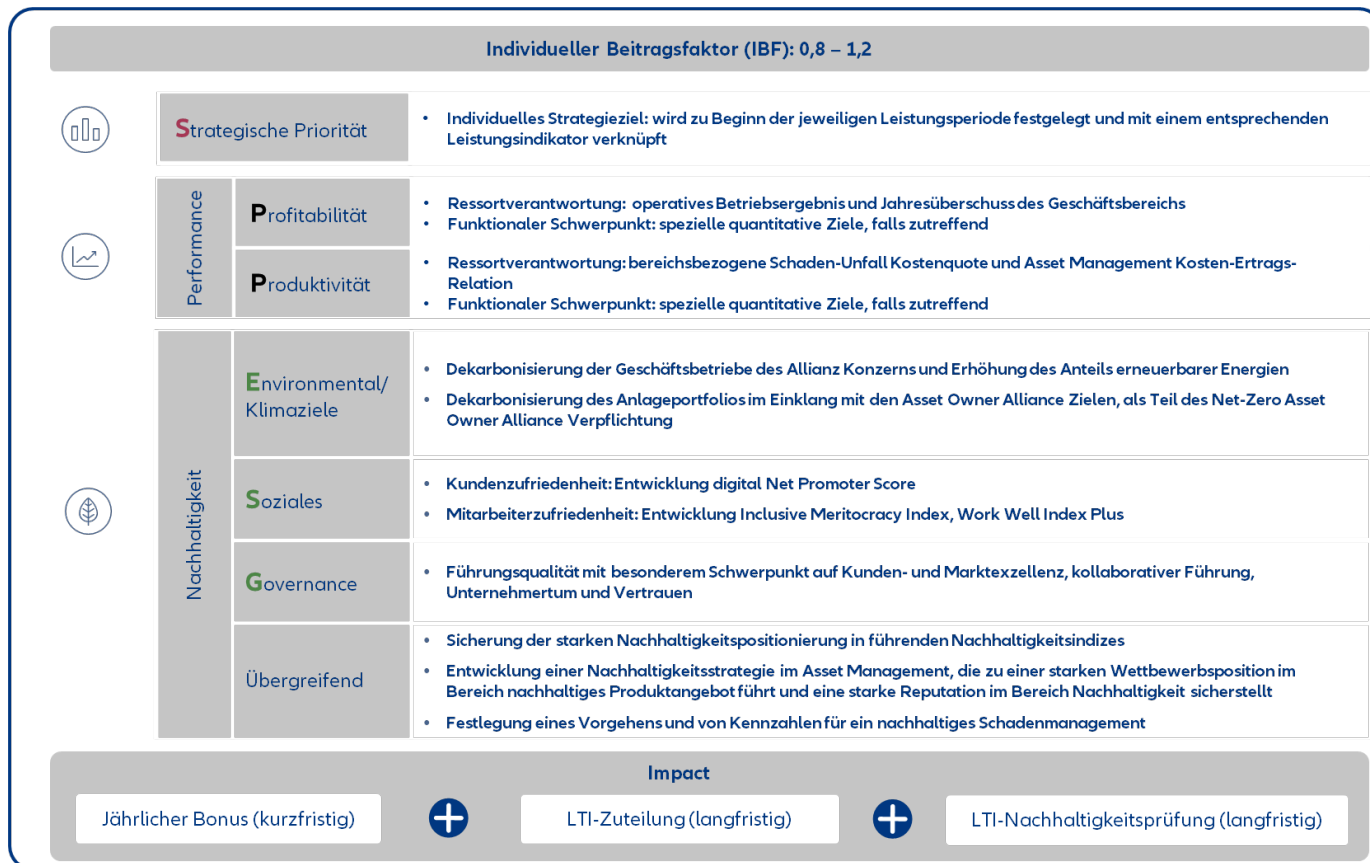 Individueller Beitragsfaktor (IBF): 0,8 – 1,2
Strategische Priorität
• Individuelles Strategieziel: wird zu Beginn der jeweiligen Leistungsperiode festgelegt und mit einem entsprechenden
Leistungsindikator verknüpft
Performance
Profitabilität
• Ressortverantwortung: operatives Betriebsergebnis und Jahresüberschuss des Geschäftsbereichs
• Funktionaler Schwerpunkt: spezielle quantitative Ziele, falls zutreffend
Produktivität
• Ressortverantwortung: bereichsbezogene Schaden-Unfall Kostenquote und Asset Management Kosten-Ertrags-
Relation
• Funktionaler Schwerpunkt: spezielle quantitative Ziele, falls zutreffend
Nachhaltigkeit
Environmental/
Klimaziele
• Dekarbonisierung der Geschäftsbetriebe des Allianz Konzerns und Erhöhung des Anteils erneuerbarer Energien
• Dekarbonisierung des Anlageportfolios im Einklang mit den Asset Owner Alliance Zielen, als Teil des Net-Zero Asset
Owner Alliance Verpflichtung
Soziales
• Kundenzufriedenheit: Entwicklung digital Net Promoter Score
• Mitarbeiterzufriedenheit: Entwicklung Inclusive Meritocracy Index, Work Well Index Plus
Governance
• Führungsqualität mit besonderem Schwerpunkt auf Kunden- und Marktexzellenz, kollaborativer Führung,
Unternehmertum und Vertrauen
Übergreifend
• Sicherung der starken Nachhaltigkeitspositionierung in führenden Nachhaltigkeitsindizes
• Entwicklung einer Nachhaltigkeitsstrategie im Asset Management, die zu einer starken Wettbewerbsposition im
Bereich nachhaltiges Produktangebot führt und eine starke Reputation im Bereich Nachhaltigkeit sicherstellt
• Festlegung eines Vorgehens und von Kennzahlen für ein nachhaltiges Schadenmanagement
Impact
Jährlicher Bonus (kurzfristig)
LTI-Zuteilung (langfristig)
LTI-Nachhaltigkeitsprüfung (langfristig)